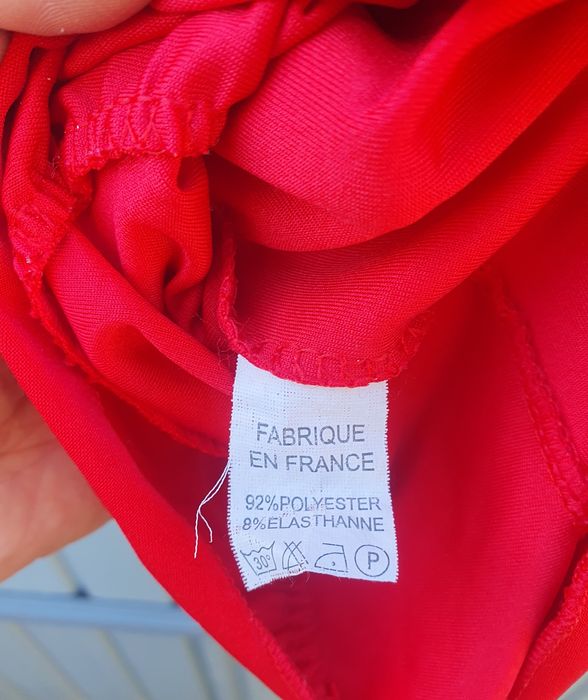 FABRIQUE
EN FRANCE
92%POLYESTER
8%ELASTHANNE
30° P